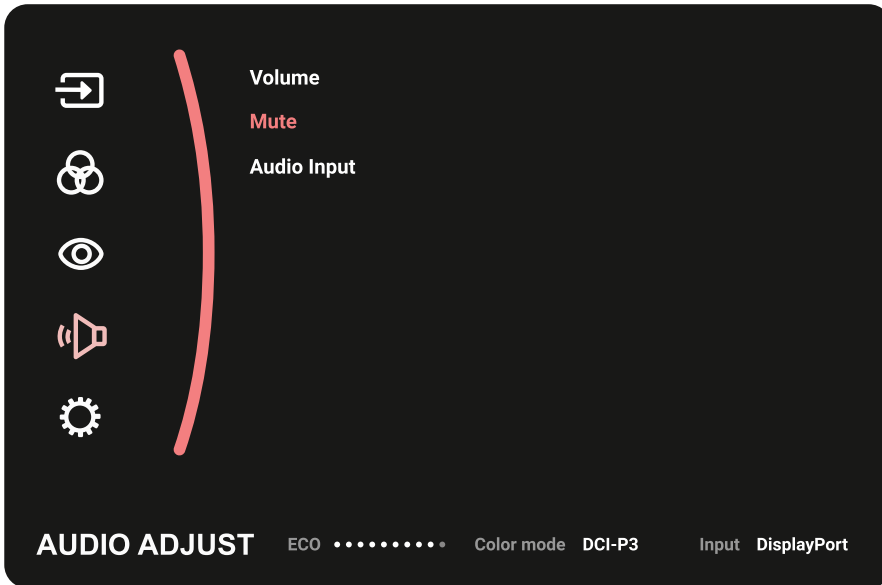 Volume
Mute
Audio Input
AUDIO ADJUST ECO Color mode DCI-P3 Input DisplayPort